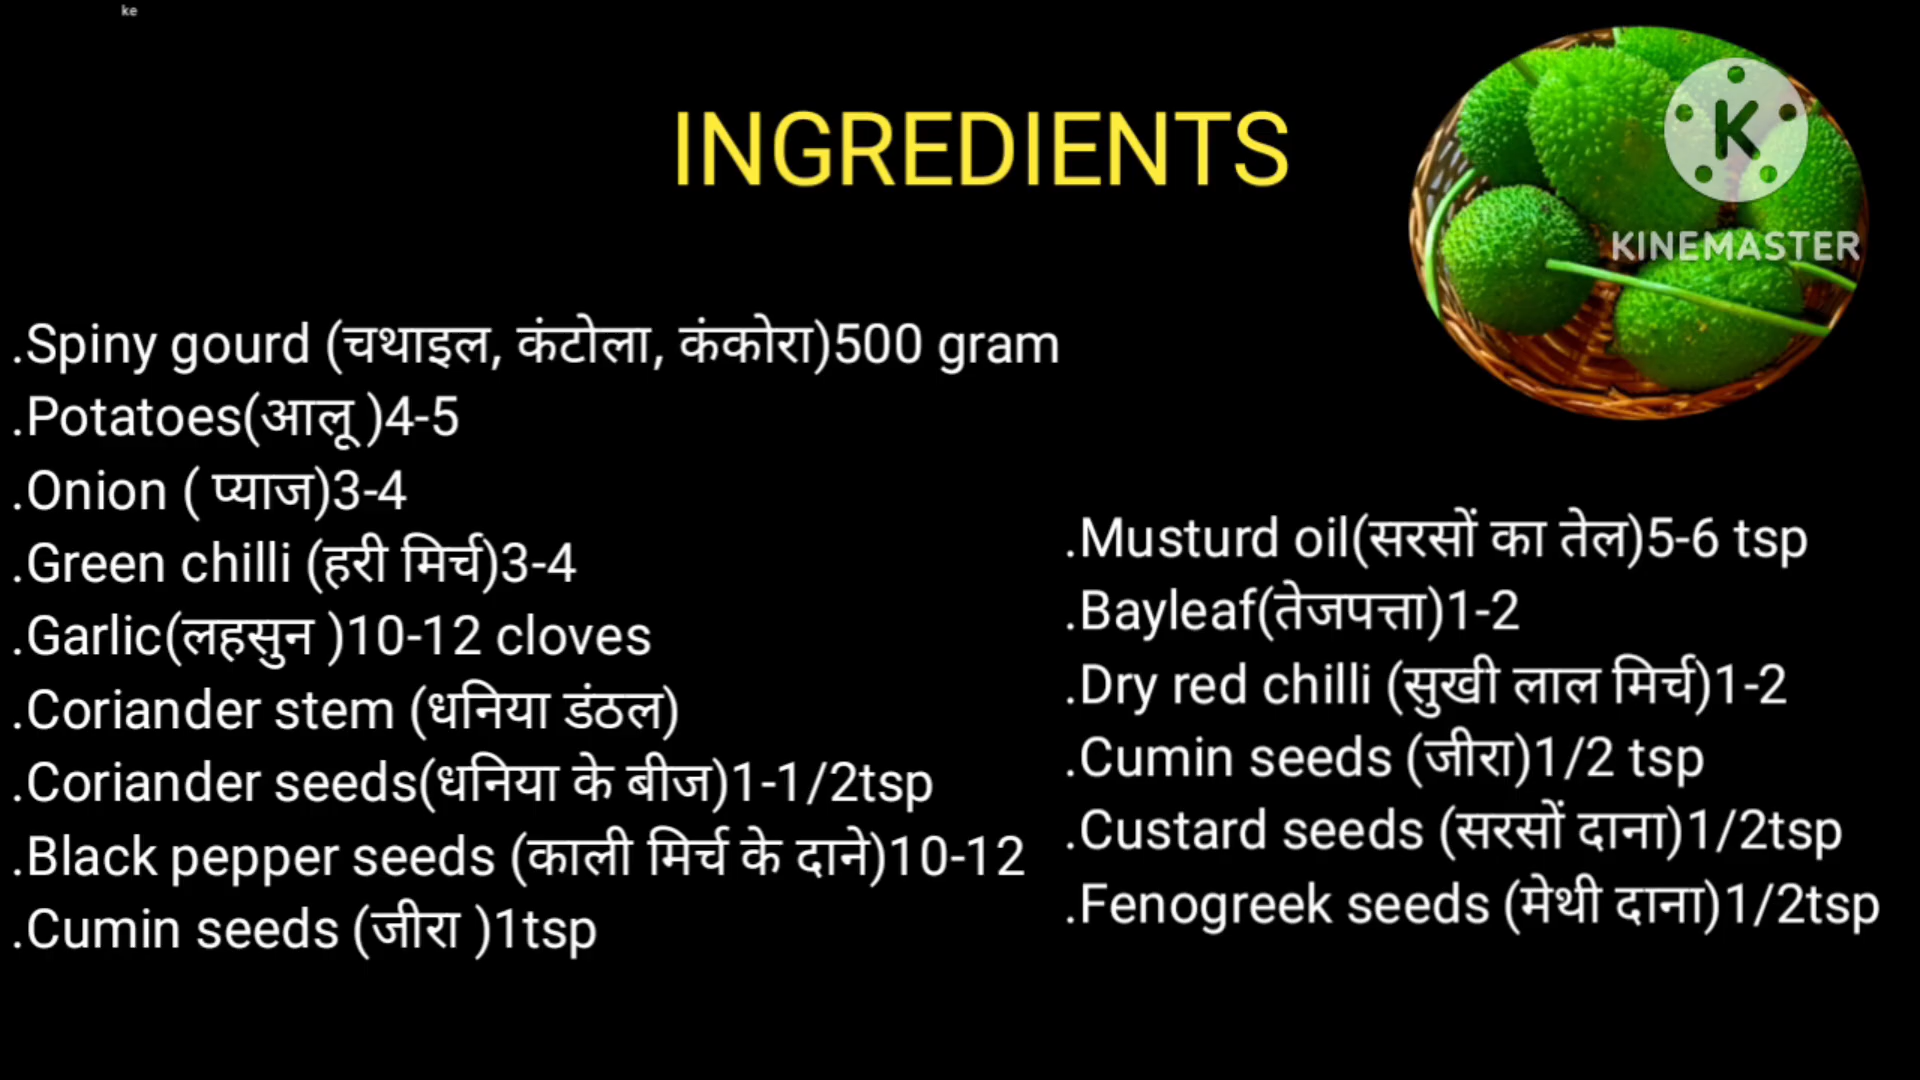 ke
INGREDIENTS
KINEMASTER
.Spiny gourd (चथाइल, कंटोला, कंकोरा)500 gram
.Potatoes(आलू )4-5
.Onion ( प्याज)3-4
.Green chilli (हरी मिर्च)3-4
.Garlic(लहसुन )10-12 cloves
.Coriander stem (धनिया डंठल)
.Coriander seeds(धनिया के बीज)1-1/2tsp
.Black pepper seeds (काली मिर्च के दाने)10-12
.Cumin seeds (जीरा )1tsp
.Musturd oil(सरसों का तेल)5-6 tsp
.Bayleaf(तेजपत्ता)1-2
.Dry red chilli (सुखी लाल मिर्च)1-2
.Cumin seeds (जीरा)1/2 tsp
.Custard seeds (सरसों दाना)1/2tsp
.Fenogreek seeds (मेथी दाना)1/2tsp